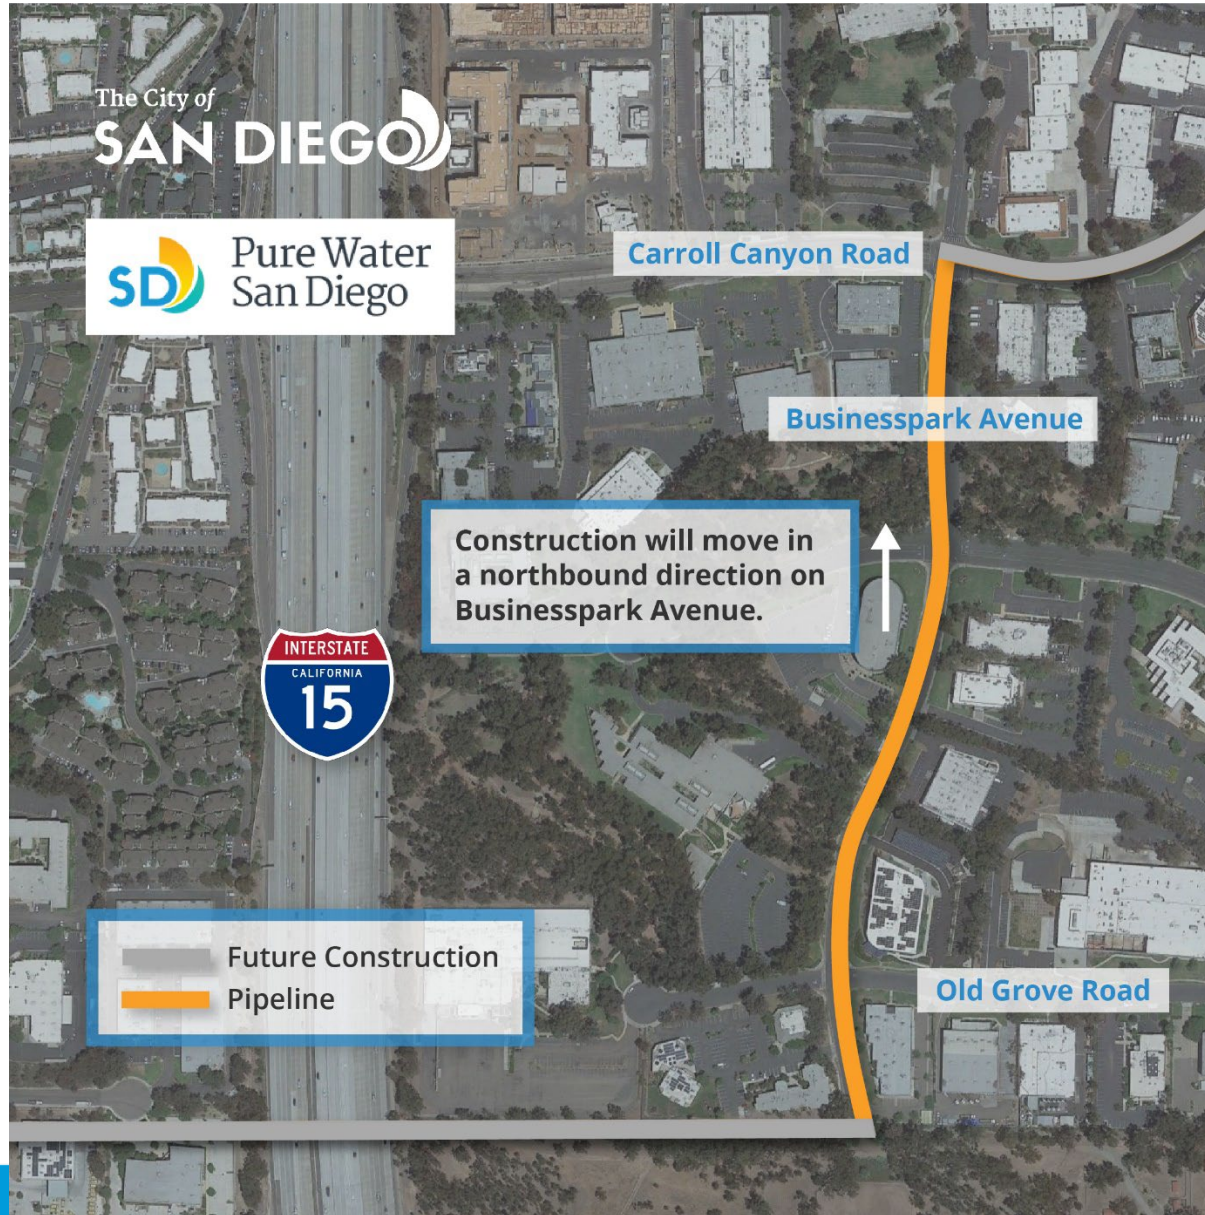 The City of
SAN DIEGO
SD
Pure Water
San Diego
Carroll Canyon Road
Businesspark Avenue
Construction will move in
a northbound direction on
Businesspark Avenue.
INTERSTATE
CALIFORNIA
15
Future Construction
Pipeline
Old Grove Road